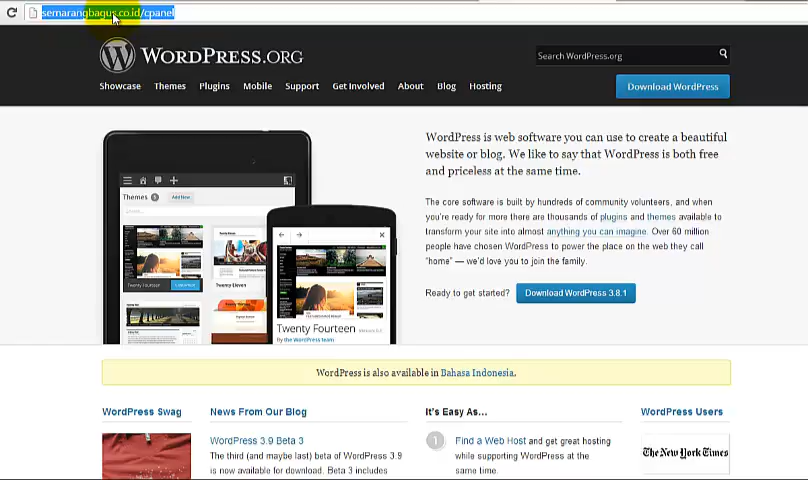 semarangbagus.co.id/cpanel
WORDPRESS.ORG
Search WordPress.org
Showcase Themes Plugins Mobile Support Get Involved About Blog Hosting
Download WordPress
WordPress is web software you can use to create a beautiful
website or blog. We like to say that WordPress is both free
and priceless at the same time.
Themes
Add New
Search...
Twenty Fourteen
Customize
Twenty Eleven
Twenty Fourteen
By the WordPress team
The core software is built by hundreds of community volunteers, and when
you're ready for more there are thousands of plugins and themes available to
transform your site into almost anything you can imagine. Over 60 million
people have chosen WordPress to power the place on the web they call
"home" — we'd love you to join the family.
Ready to get started? Download WordPress 3.8.1
WordPress is also available in Bahasa Indonesia.
WordPress Swag
News From Our Blog
WordPress 3.9 Beta 3
The third (and maybe last) beta of WordPress 3.9
is now available for download. Beta 3 includes
It's Easy As...
1
Find a Web Host and get great hosting
while supporting WordPress at the
same time.
WordPress Users
The New York Times